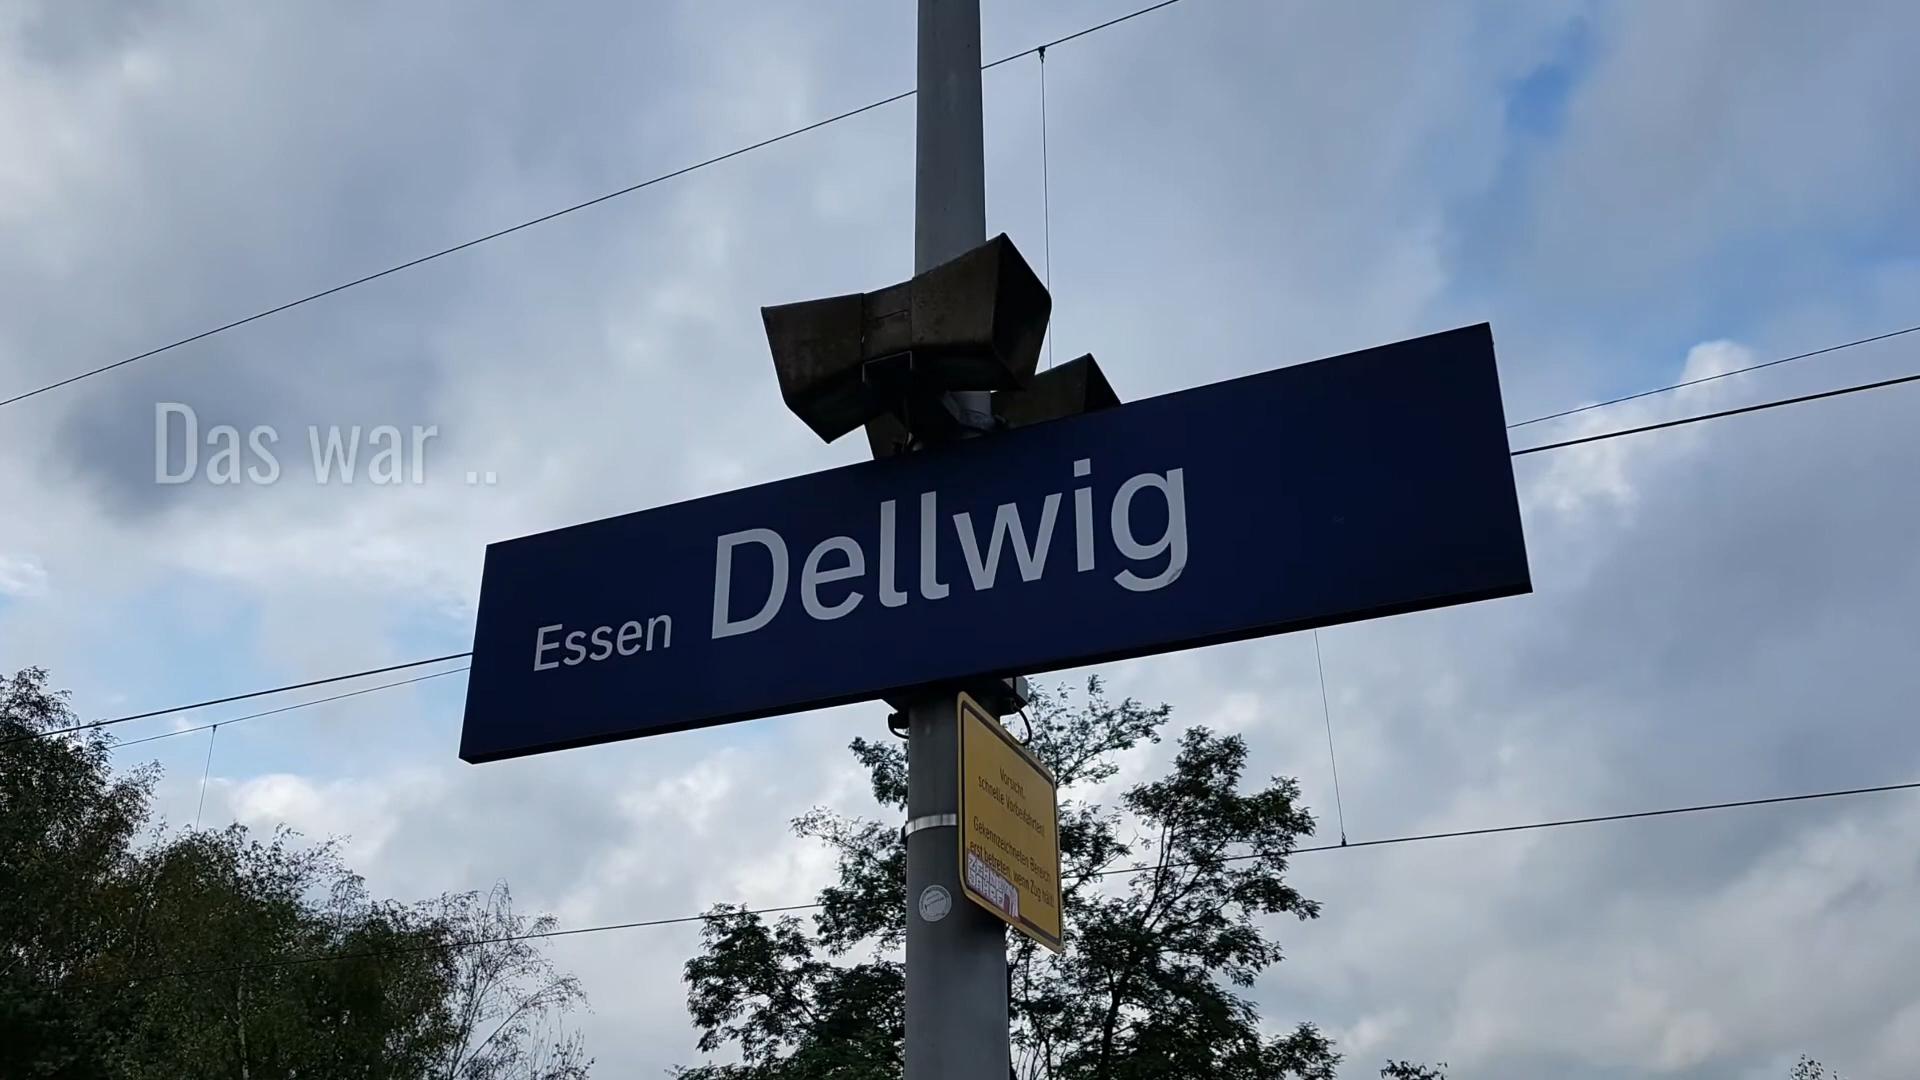 Das war ..
Essen Dellwig
Vorsicht,
schnelle Vorbeifahrten!
Gekennzeichneten Bereich
erst betreten, wenn Zug hält!